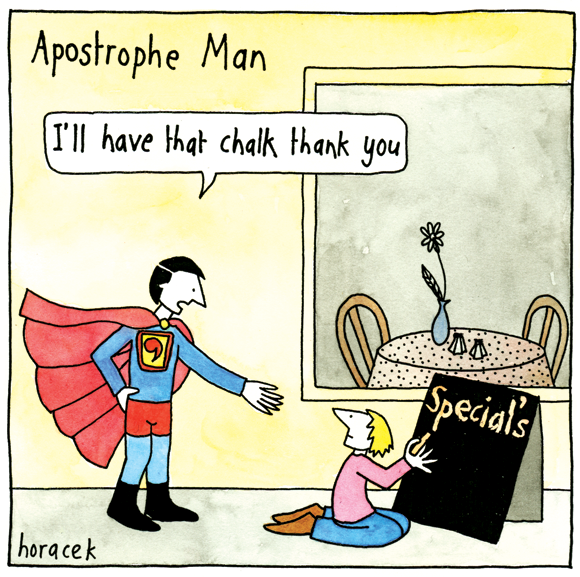 Apostrophe Man
I'll have that chalk thank you
Special's
horacek